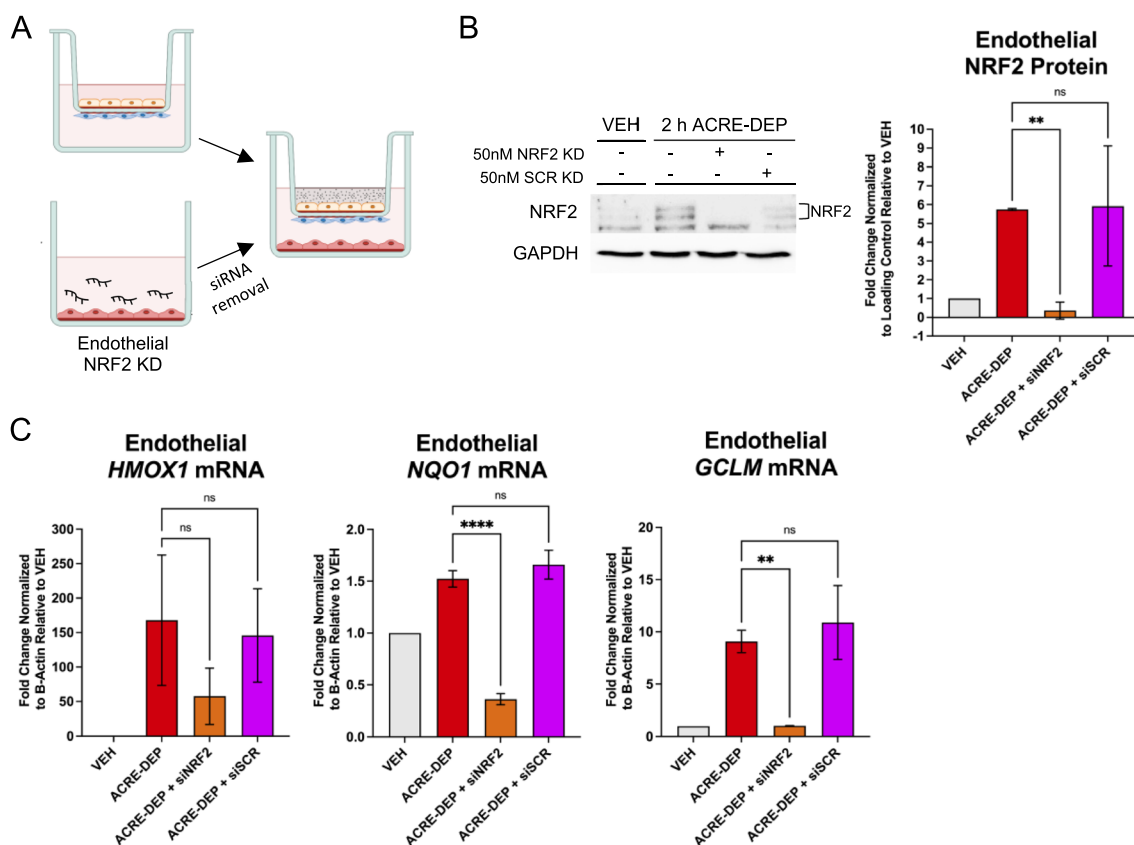 A
siRNA
removal
Endothelial
NRF2 KD
B
VEH 2 h ACRE-DEP
50nM NRF2 KD - - + -
50nM SCR KD - - - +
NRF2 NRF2
GAPDH
Endothelial
NRF2 Protein
ns
**
Fold Change Normalized
to Loading Control Relative to VEH
10
9
8
7
6
5
4
3
2
1
0
-1
VEH
ACRE-DEP
ACRE-DEP + siNRF2
ACRE-DEP + siSCR
C
Endothelial
HMOX1 mRNA
ns
ns
Fold Change Normalized
to B-Actin Relative to VEH
300
250
200
150
100
50
0
VEH
ACRE-DEP
ACRE-DEP + siNRF2
ACRE-DEP + siSCR
Endothelial
NQO1 mRNA
ns
****
Fold Change Normalized
to B-Actin Relative to VEH
2.0
1.5
1.0
0.5
0.0
VEH
ACRE-DEP
ACRE-DEP + siNRF2
ACRE-DEP + siSCR
Endothelial
GCLM mRNA
ns
**
Fold Change Normalized
to B-Actin Relative to VEH
20
15
10
5
0
VEH
ACRE-DEP
ACRE-DEP + siNRF2
ACRE-DEP + siSCR